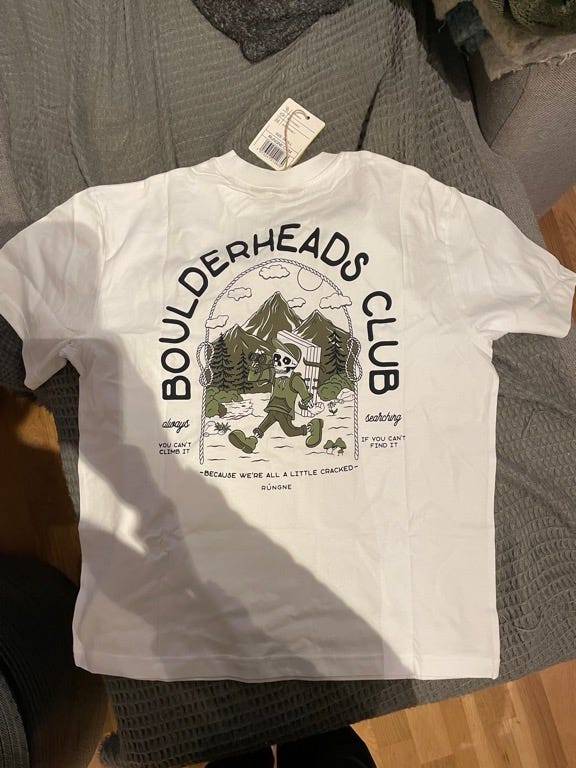 BOULDERHEADS CLUB
always
YOU CAN'T
CLIMB IT
searching
IF YOU CAN'T
FIND IT
-BECAUSE WE'RE ALL A LITTLE CRACKED-
RÚNGNE